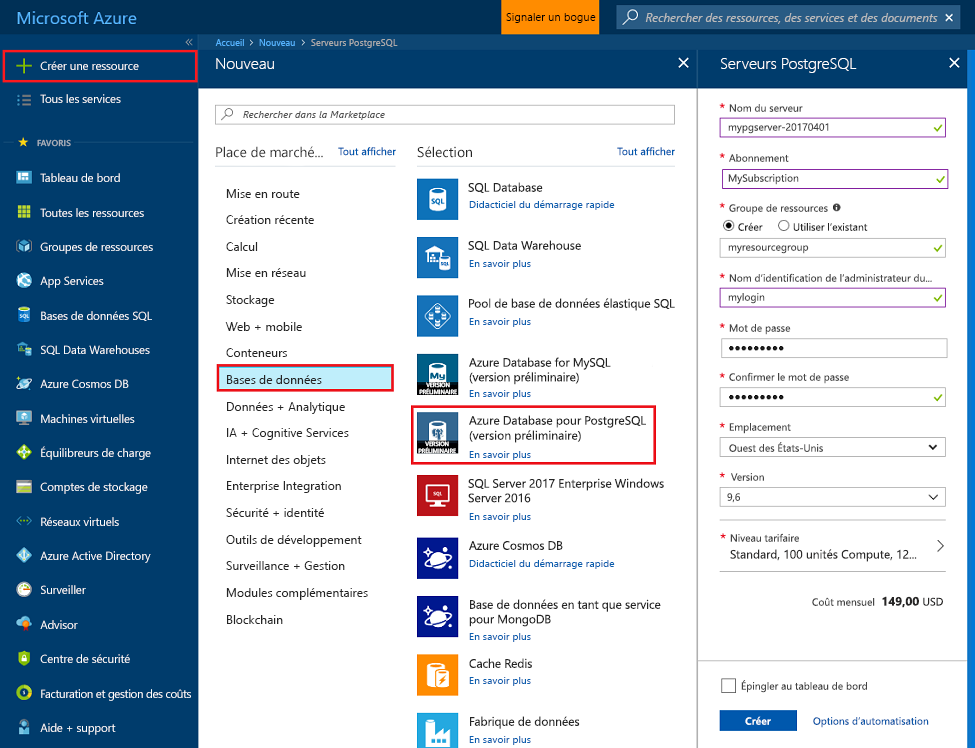 Microsoft Azure
Signaler un bogue
Rechercher des ressources, des services et des documents
Accueil > Nouveau > Serveurs PostgreSQL
Créer une ressource
Tous les services
FAVORIS
Tableau de bord
Toutes les ressources
Groupes de ressources
App Services
Bases de données SQL
SQL Data Warehouses
Azure Cosmos DB
Machines virtuelles
Équilibreurs de charge
Comptes de stockage
Réseaux virtuels
Azure Active Directory
Surveiller
Advisor
Centre de sécurité
Facturation et gestion des coûts
Aide + support
Nouveau
Rechercher dans la Marketplace
Place de marché...
Tout afficher
Mise en route
Création récente
Calcul
Mise en réseau
Stockage
Web + mobile
Conteneurs
Bases de données
Données + Analytique
IA + Cognitive Services
Internet des objets
Enterprise Integration
Sécurité + identité
Outils de développement
Surveillance + Gestion
Modules complémentaires
Blockchain
Sélection
Tout afficher
SQL
SQL Database
Didacticiel du démarrage rapide
SQL Data Warehouse
En savoir plus
Pool de base de données élastique SQL
En savoir plus
My
VERSION
PRÉLIMINAIRE
Azure Database for MySQL
(version préliminaire)
En savoir plus
VERSION
PRÉLIMINAIRE
Azure Database pour PostgreSQL
(version préliminaire)
En savoir plus
SQL
SQL Server 2017 Enterprise Windows
Server 2016
En savoir plus
Azure Cosmos DB
Didacticiel du démarrage rapide
Base de données en tant que service
pour MongoDB
En savoir plus
Cache Redis
En savoir plus
Fabrique de données
En savoir plus
Serveurs PostgreSQL
* Nom du serveur
mypgserver-20170401
* Abonnement
MySubscription
* Groupe de ressources
Créer
Utiliser l'existant
myresourcegroup
* Nom d'identification de l'administrateur du...
mylogin
* Mot de passe
•••••••••
* Confirmer le mot de passe
•••••••••
* Emplacement
Ouest des États-Unis
* Version
9,6
* Niveau tarifaire
Standard, 100 unités Compute, 12...
Coût mensuel 149,00 USD
Épingler au tableau de bord
Créer
Options d'automatisation